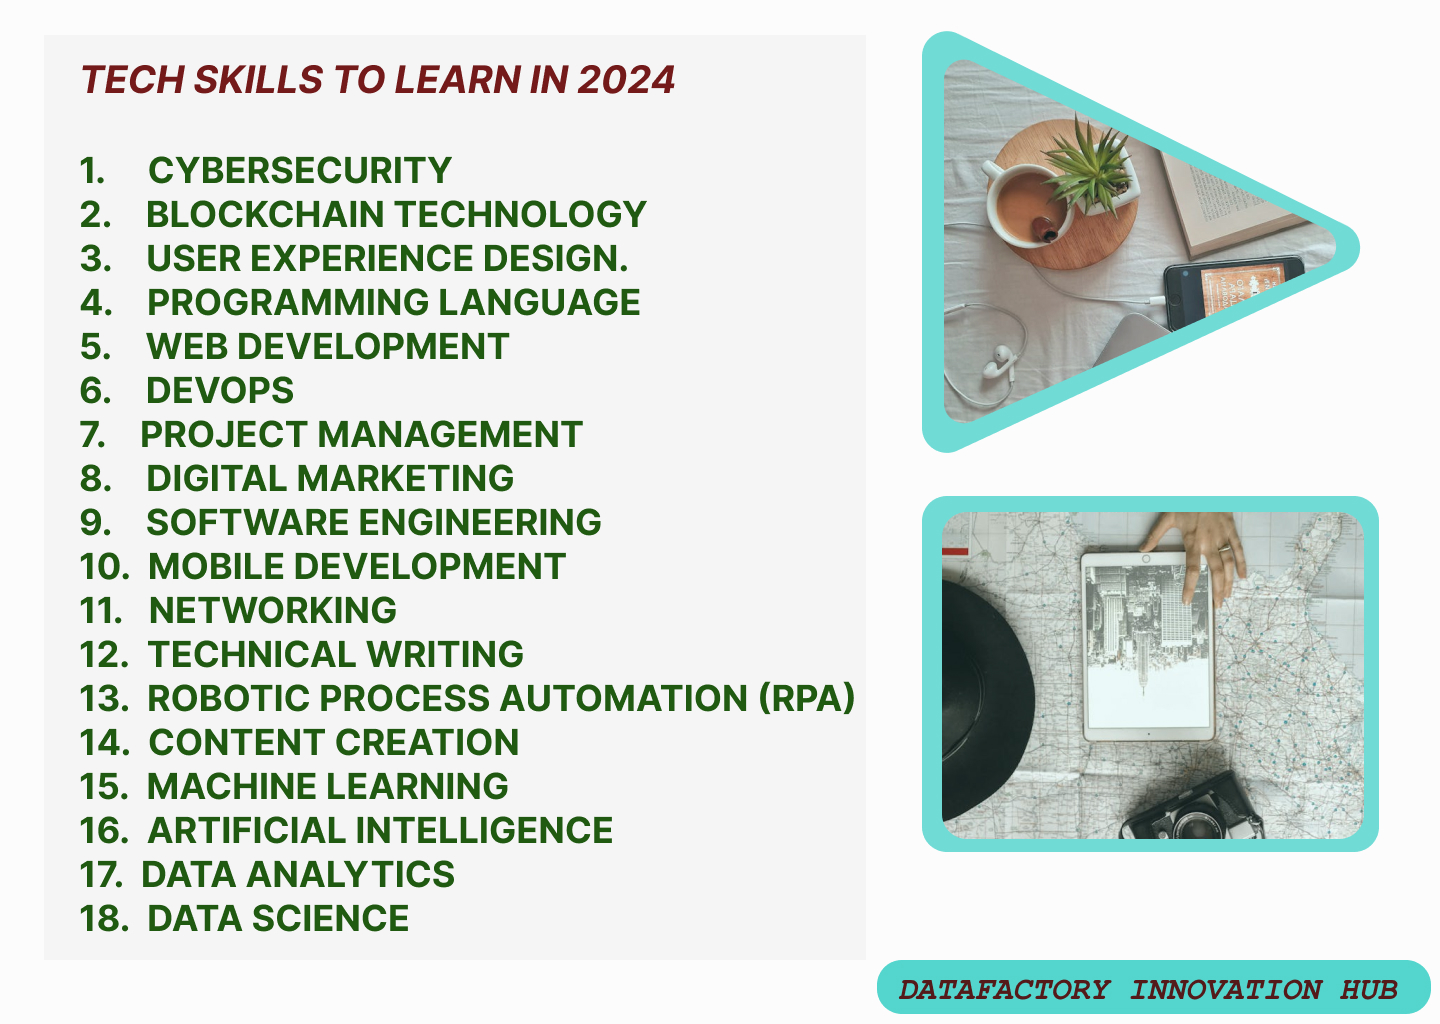 TECH SKILLS TO LEARN IN 2024
1. CYBERSECURITY
2. BLOCKCHAIN TECHNOLOGY
3. USER EXPERIENCE DESIGN.
4. PROGRAMMING LANGUAGE
5. WEB DEVELOPMENT
6. DEVOPS
7. PROJECT MANAGEMENT
8. DIGITAL MARKETING
9. SOFTWARE ENGINEERING
10. MOBILE DEVELOPMENT
11. NETWORKING
12. TECHNICAL WRITING
13. ROBOTIC PROCESS AUTOMATION (RPA)
14. CONTENT CREATION
15. MACHINE LEARNING
16. ARTIFICIAL INTELLIGENCE
17. DATA ANALYTICS
18. DATA SCIENCE
DATAFACTORY INNOVATION HUB